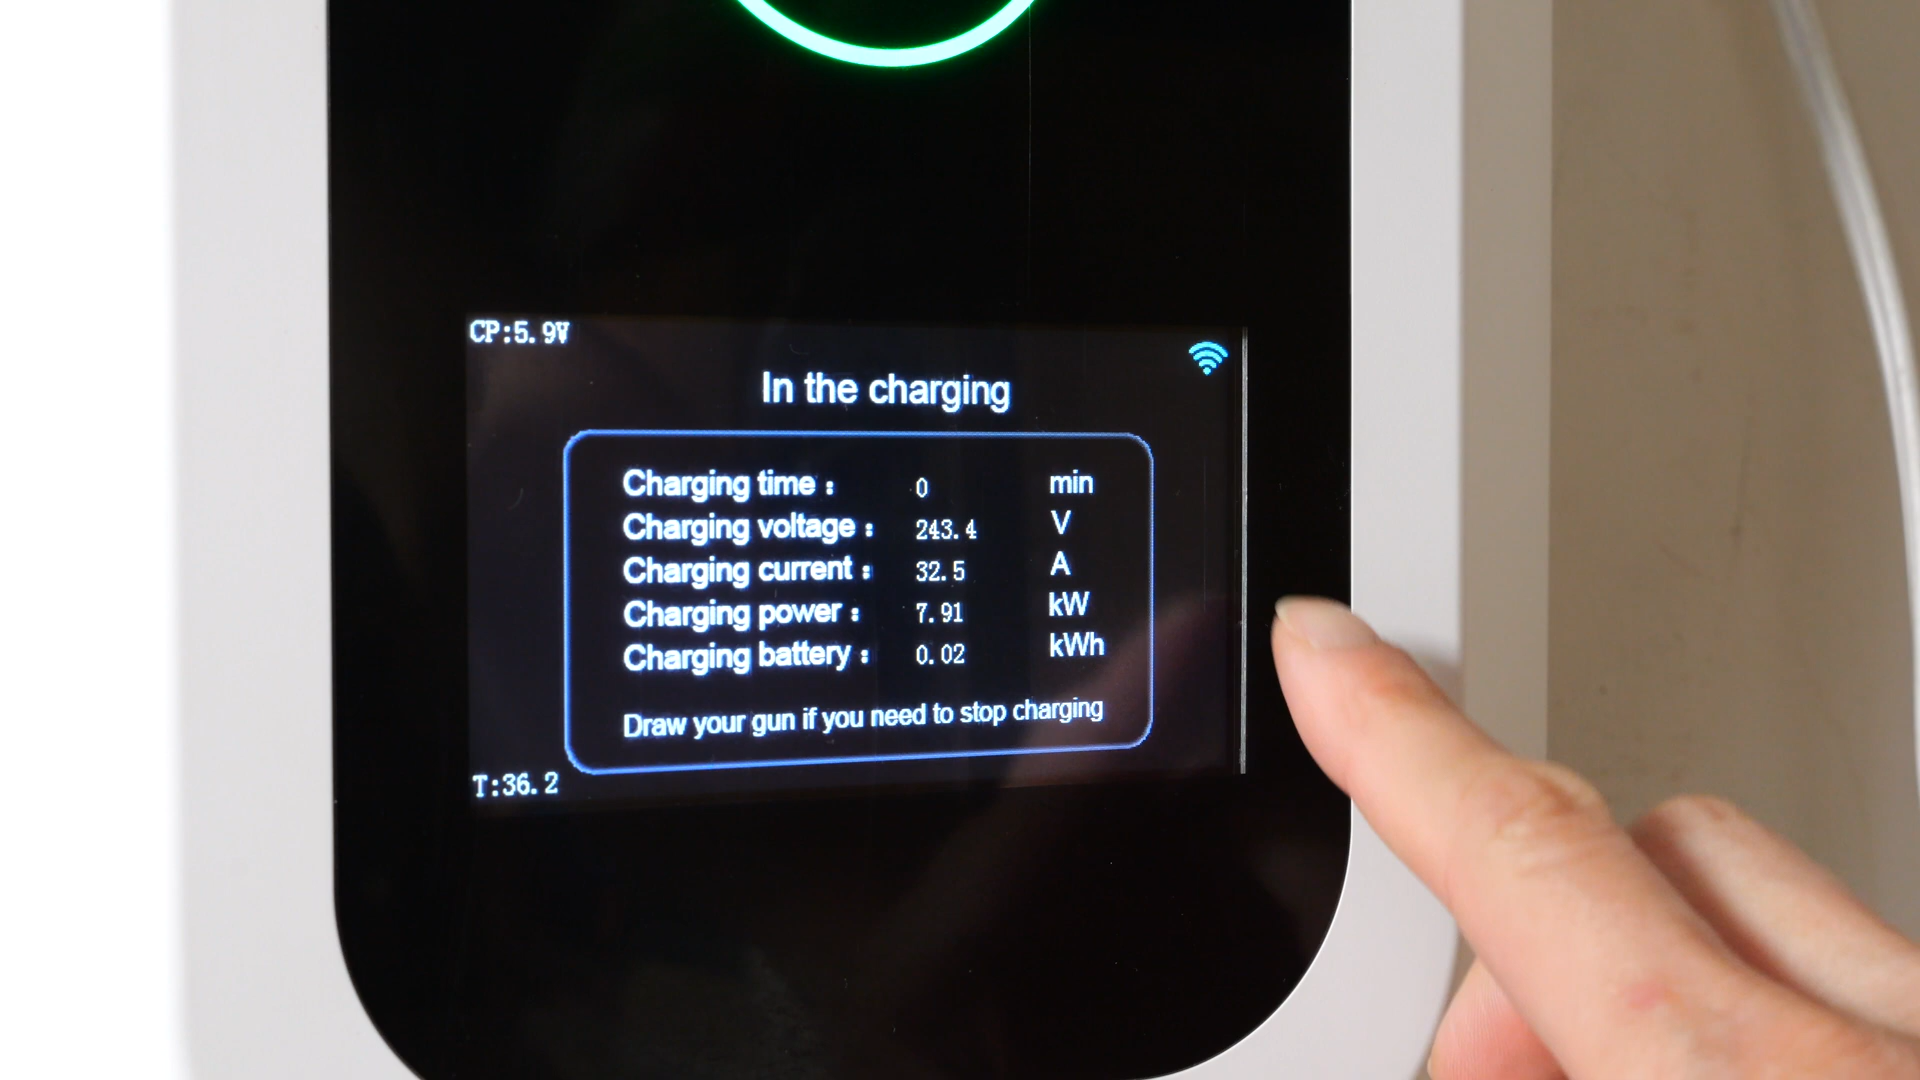 CP:5.9V
In the charging
Charging time : 0 min
Charging voltage : 243.4 V
Charging current : 32.5 A
Charging power : 7.91 kW
Charging battery : 0.02 kWh
Draw your gun if you need to stop charging
T:36.2